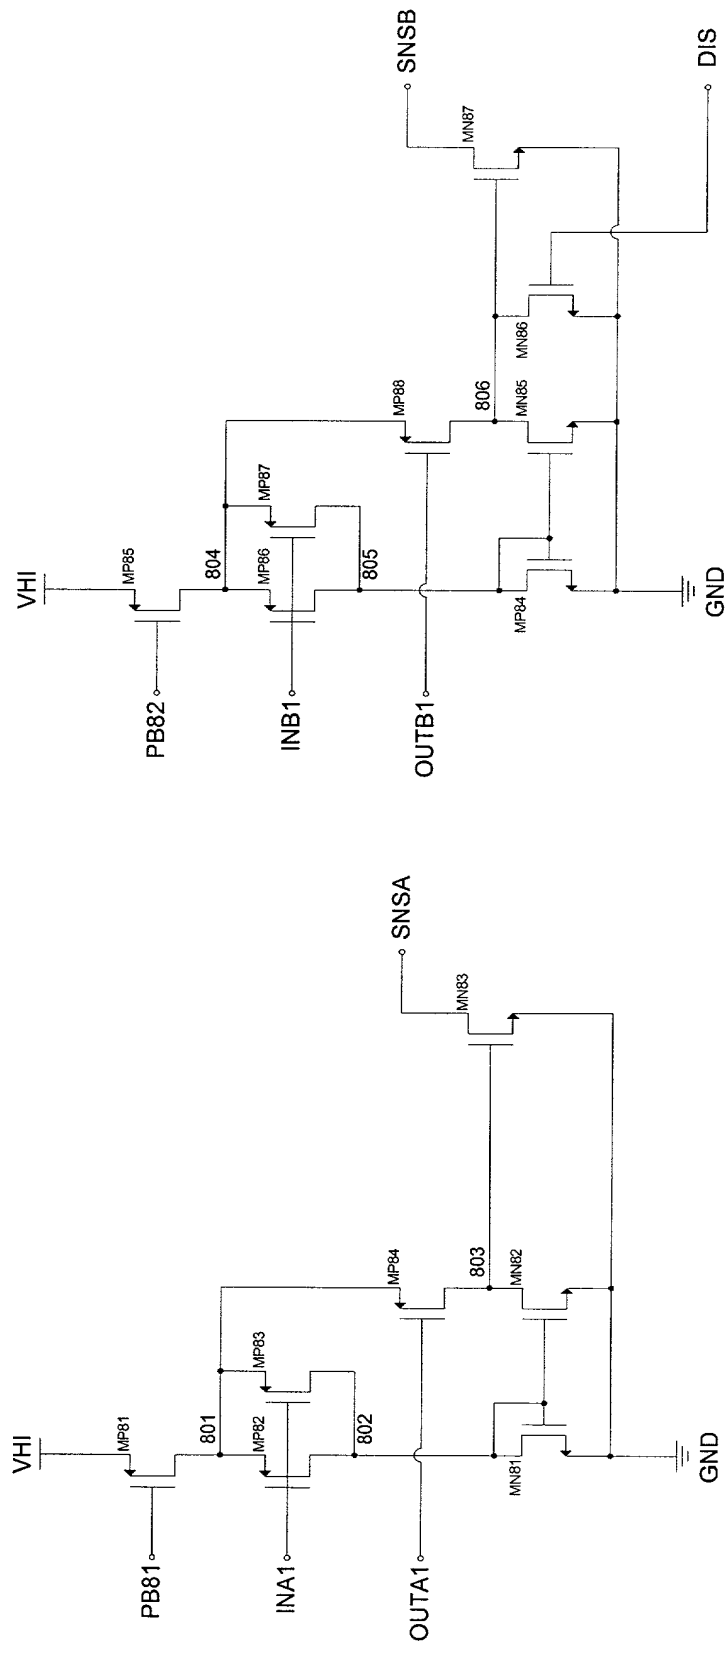 VHI
MP85
PB82
804
MP86
MP87
INB1
805
MP88
OUTB1
806
MP84
MN85
MN86
MN87
SNSB
DIS
GND
VHI
MP81
PB81
801
MP82
MP83
INA1
802
MP84
OUTA1
803
MN81
MN82
MN83
SNSA
GND